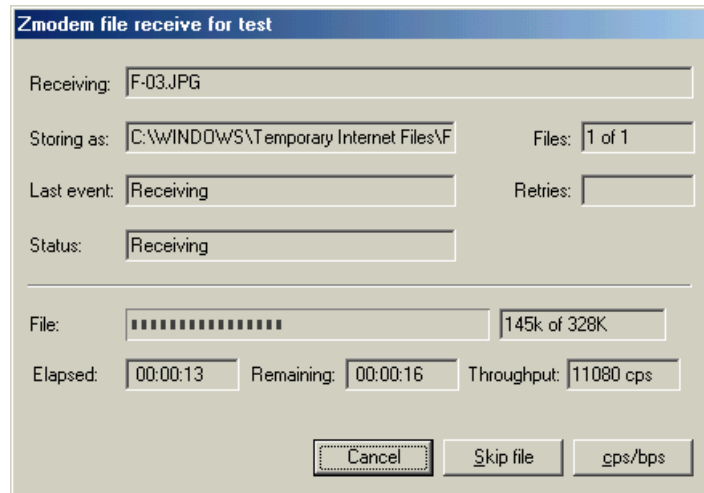 Zmodem file receive for test
Receiving: F-03.JPG
Storing as: C:\WINDOWS\Temporary Internet Files\F Files: 1 of 1
Last event: Receiving Retries:
Status: Receiving
File: 145k of 328K
Elapsed: 00:00:13 Remaining: 00:00:16 Throughput: 11080 cps
Cancel Skip file cps/bps